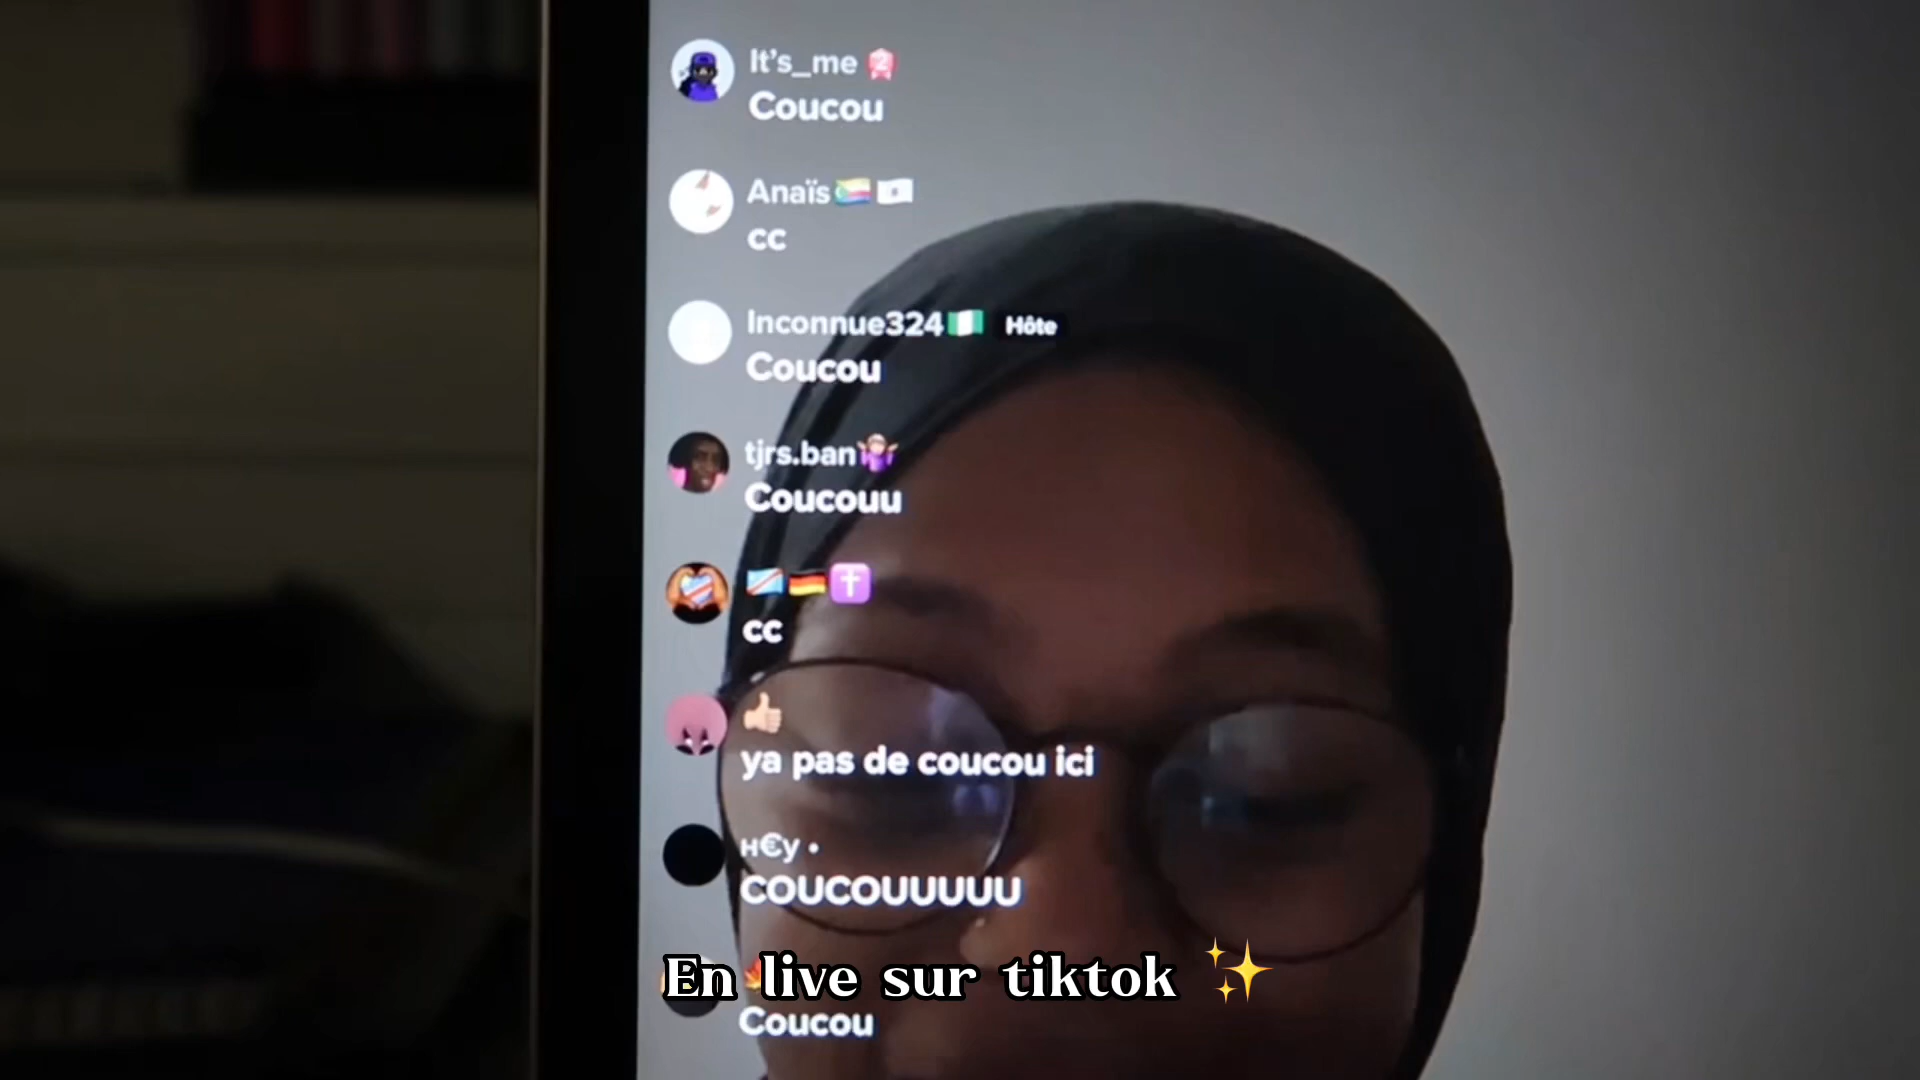 It's_me 2
Coucou
Anaïs
cc
Inconnue324 Hôte
Coucou
tjrs.ban
Coucouu
cc
ya pas de coucou ici
н€y •
COUCOUUUUU
En live sur tiktok
Coucou